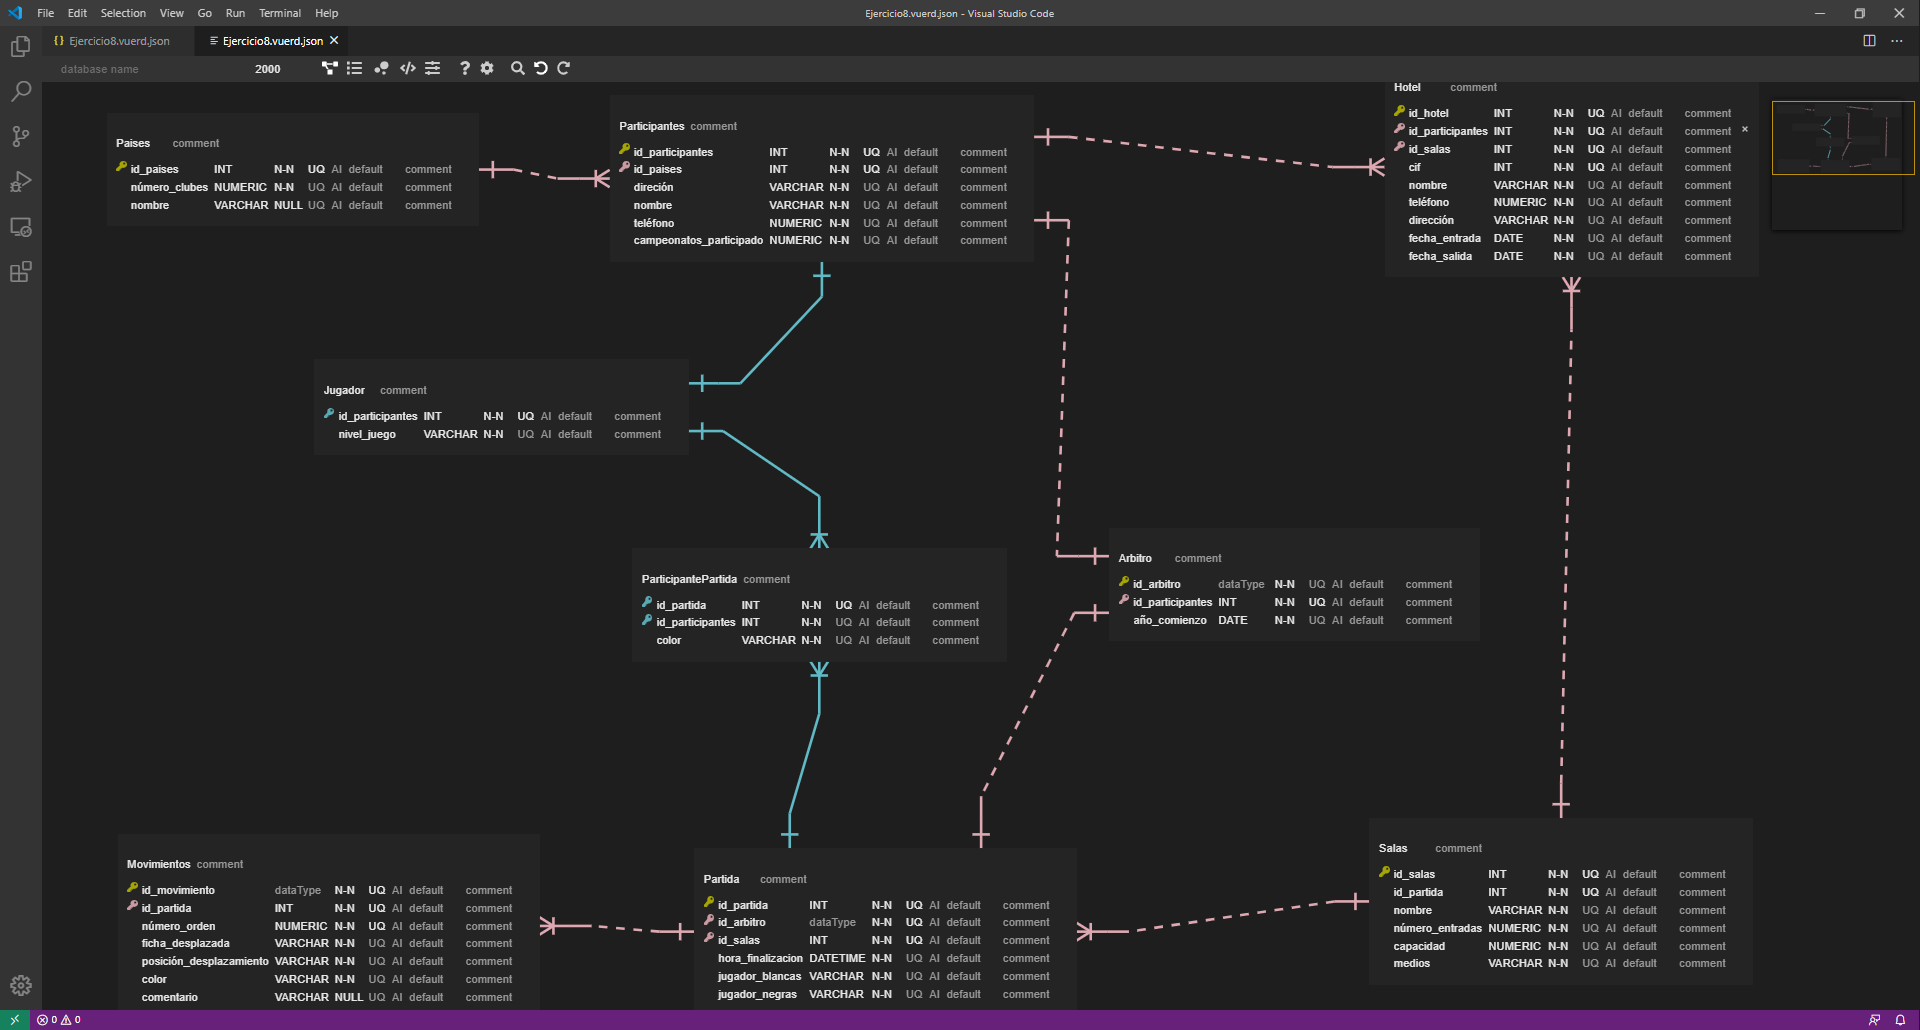 File Edit Selection View Go Run Terminal Help
Ejercicio8.vuerd.json - Visual Studio Code
{} Ejercicio8.vuerd.json
Ejercicio8.vuerd.json
database name 2000
Paises comment
id_paises INT N-N UQ AI default comment
número_clubes NUMERIC N-N UQ AI default comment
nombre VARCHAR NULL UQ AI default comment
Participantes comment
id_participantes INT N-N UQ AI default comment
id_paises INT N-N UQ AI default comment
direción VARCHAR N-N UQ AI default comment
nombre VARCHAR N-N UQ AI default comment
teléfono NUMERIC N-N UQ AI default comment
campeonatos_participado NUMERIC N-N UQ AI default comment
Hotel comment
id_hotel INT N-N UQ AI default comment
id_participantes INT N-N UQ AI default comment
id_salas INT N-N UQ AI default comment
cif INT N-N UQ AI default comment
nombre VARCHAR N-N UQ AI default comment
teléfono NUMERIC N-N UQ AI default comment
dirección VARCHAR N-N UQ AI default comment
fecha_entrada DATE N-N UQ AI default comment
fecha_salida DATE N-N UQ AI default comment
Jugador comment
id_participantes INT N-N UQ AI default comment
nivel_juego VARCHAR N-N UQ AI default comment
ParticipantePartida comment
id_partida INT N-N UQ AI default comment
id_participantes INT N-N UQ AI default comment
color VARCHAR N-N UQ AI default comment
Arbitro comment
id_arbitro dataType N-N UQ AI default comment
id_participantes INT N-N UQ AI default comment
año_comienzo DATE N-N UQ AI default comment
Movimientos comment
id_movimiento dataType N-N UQ AI default comment
id_partida INT N-N UQ AI default comment
número_orden NUMERIC N-N UQ AI default comment
ficha_desplazada VARCHAR N-N UQ AI default comment
posición_desplazamiento VARCHAR N-N UQ AI default comment
color VARCHAR N-N UQ AI default comment
comentario VARCHAR NULL UQ AI default comment
Partida comment
id_partida INT N-N UQ AI default comment
id_arbitro dataType N-N UQ AI default comment
id_salas INT N-N UQ AI default comment
hora_finalizacion DATETIME N-N UQ AI default comment
jugador_blancas VARCHAR N-N UQ AI default comment
jugador_negras VARCHAR N-N UQ AI default comment
Salas comment
id_salas INT N-N UQ AI default comment
id_partida INT N-N UQ AI default comment
nombre VARCHAR N-N UQ AI default comment
número_entradas NUMERIC N-N UQ AI default comment
capacidad NUMERIC N-N UQ AI default comment
medios VARCHAR N-N UQ AI default comment
0 0